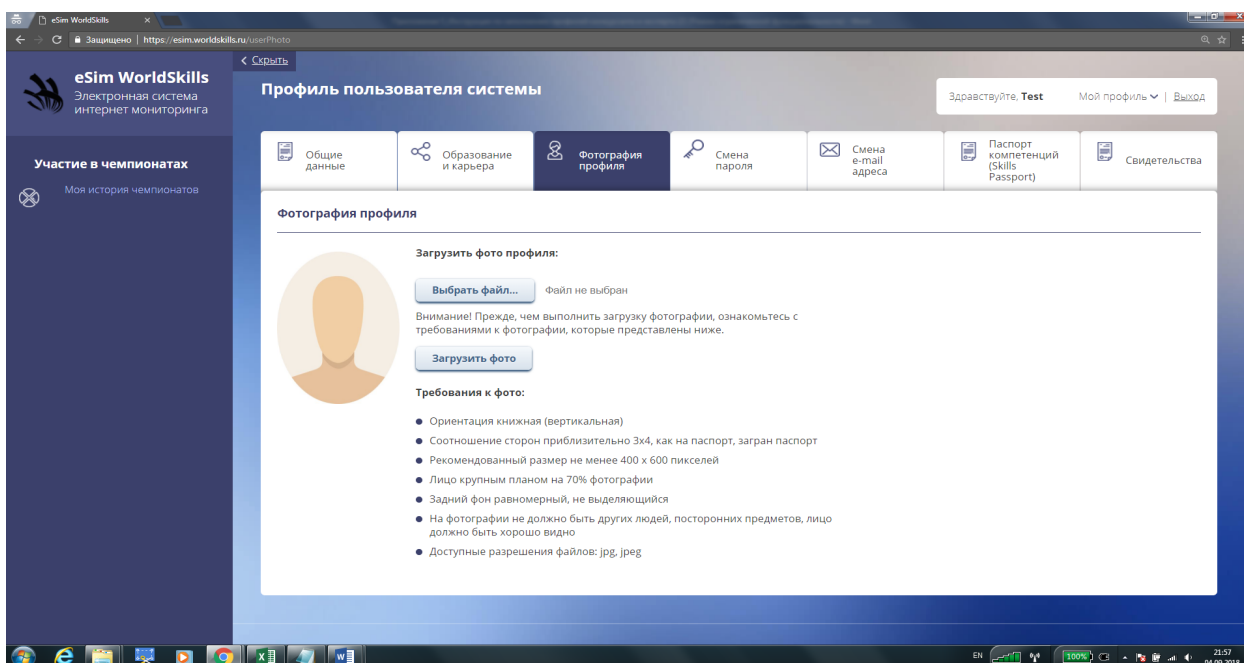 eSim WorldSkills
Защищено | https://esim.worldskills.ru/userPhoto
eSim WorldSkills
Электронная система
интернет мониторинга
Участие в чемпионатах
Моя история чемпионатов
Скрыть
Профиль пользователя системы
Здравствуйте, Test
Мой профиль | Выход
Общие
данные
Образование
и карьера
Фотография
профиля
Смена
пароля
Смена
e-mail
адреса
Паспорт
компетенций
(Skills
Passport)
Свидетельства
Фотография профиля
Загрузить фото профиля:
Выбрать файл... Файл не выбран
Внимание! Прежде, чем выполнить загрузку фотографии, ознакомьтесь с
требованиями к фотографии, которые представлены ниже.
Загрузить фото
Требования к фото:
Ориентация книжная (вертикальная)
Соотношение сторон приблизительно 3х4, как на паспорт, загран паспорт
Рекомендованный размер не менее 400 х 600 пикселей
Лицо крупным планом на 70% фотографии
Задний фон равномерный, не выделяющийся
На фотографии не должно быть других людей, посторонних предметов, лицо
должно быть хорошо видно
Доступные разрешения файлов: jpg, jpeg
EN
100%
21:57
04.09.2018